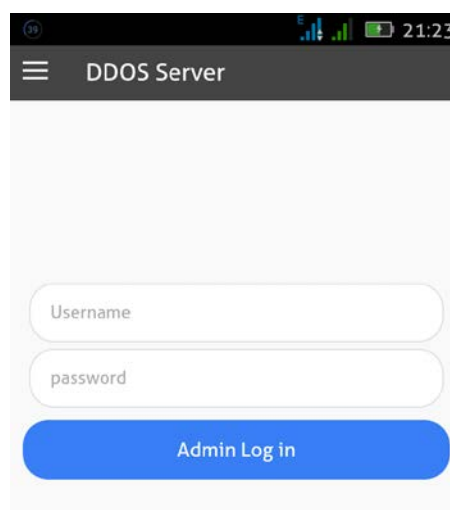 39
E
21:23
DDOS Server
Username
password
Admin Log in